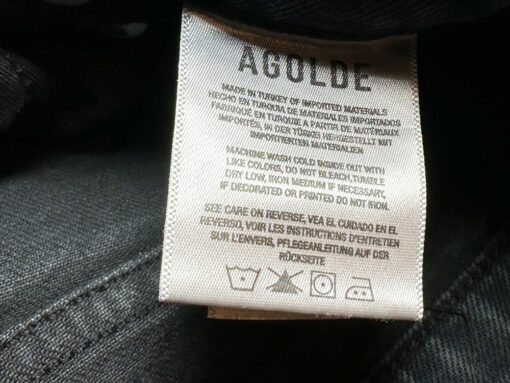 AGOLDE
MADE IN TURKEY OF IMPORTED MATERIALS
HECHO EN TURQUIA DE MATERIALES IMPORTADOS
FABRIQUÉ EN TURQUIE A PARTIR DE MATÉRIAUX
IMPORTÉS, IN DER TÜRKEI HERGESTELLT MIT
IMPORTIERTEN MATERIALIEN
MACHINE WASH COLD INSIDE OUT WITH
LIKE COLORS, DO NOT BLEACH, TUMBLE
DRY LOW, IRON MEDIUM IF NECESSARY,
IF DECORATED OR PRINTED DO NOT IRON.
SEE CARE ON REVERSE, VEA EL CUIDADO EN EL
REVERSO, VOIR LES INSTRUCTIONS D'ENTRETIEN
SUR L'ENVERS, PFLEGEANLEITUNG AUF DER
RÜCKSEITE